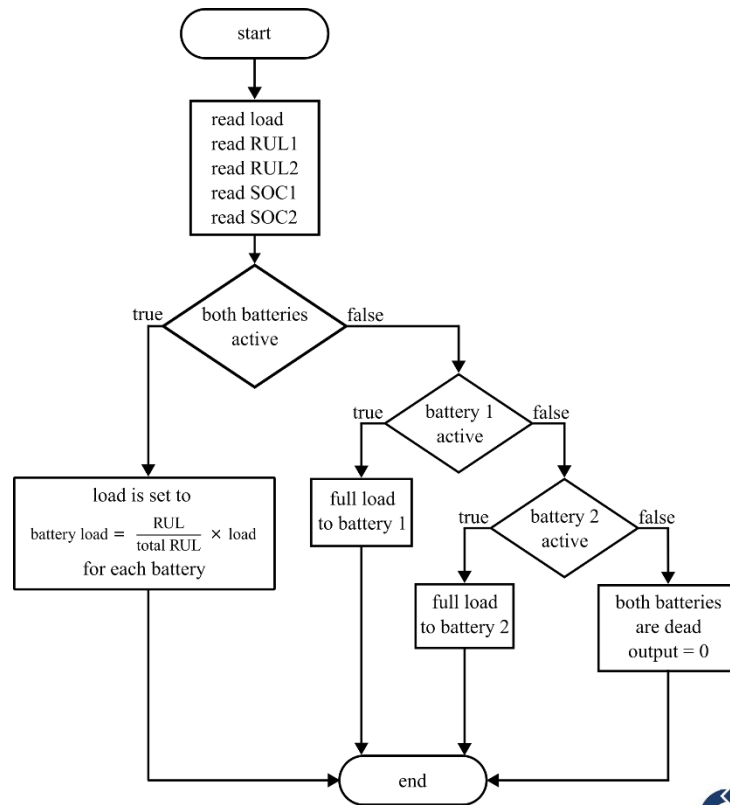 start
read load
read RUL1
read RUL2
read SOC1
read SOC2
true
both batteries
active
false
true
battery 1
active
false
load is set to
battery load = RUL / total RUL × load
for each battery
full load
to battery 1
true
battery 2
active
false
full load
to battery 2
both batteries
are dead
output = 0
end